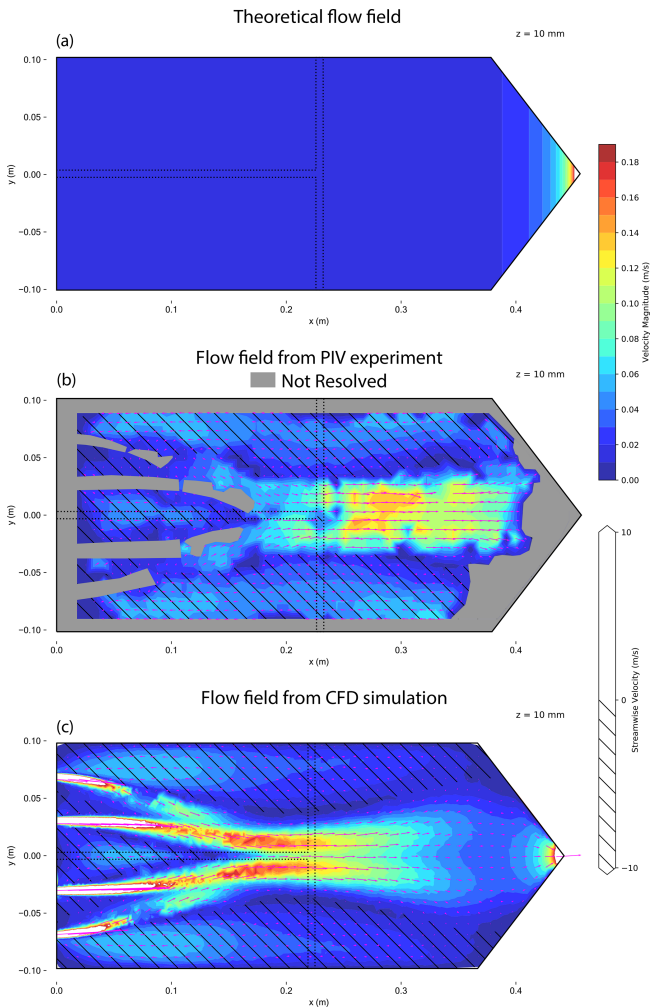 Theoretical flow field
(a)
z = 10 mm
0.10
0.05
0.00
−0.05
−0.10
y (m)
0.0
0.1
0.2
0.3
0.4
x (m)
0.18
0.16
0.14
0.12
0.10
0.08
0.06
0.04
0.02
0.00
Velocity Magnitude (m/s)
Flow field from PIV experiment
(b)
Not Resolved
z = 10 mm
0.10
0.05
0.00
−0.05
−0.10
y (m)
0.0
0.1
0.2
0.3
0.4
x (m)
10
0
−10
Streamwise Velocity (m/s)
Flow field from CFD simulation
(c)
z = 10 mm
0.10
0.05
0.00
−0.05
−0.10
y (m)
0.0
0.1
0.2
0.3
0.4
x (m)